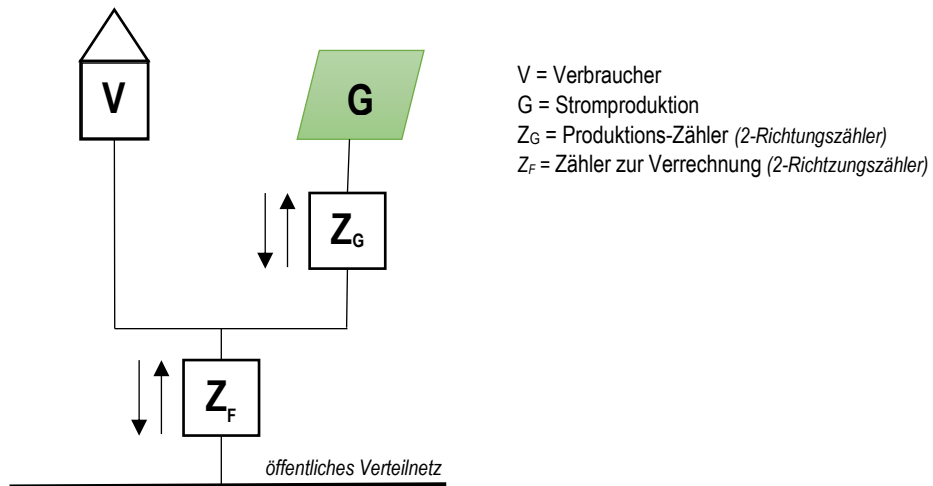 V
G
V = Verbraucher
G = Stromproduktion
ZG = Produktions-Zähler (2-Richtungszähler)
ZF = Zähler zur Verrechnung (2-Richtzungszähler)
ZG
ZF
öffentliches Verteilnetz